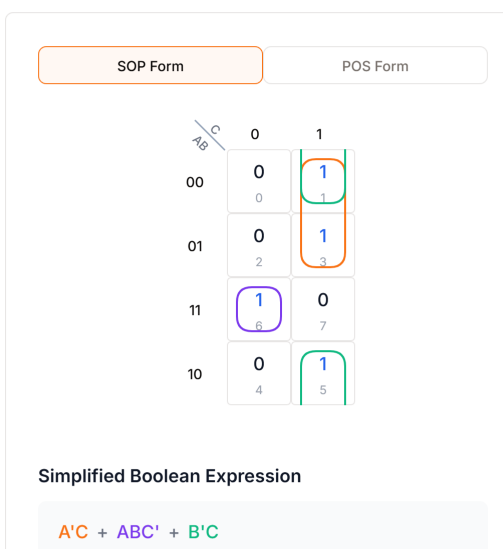 SOP Form POS Form
C
AB 0 1
00 0 1
0 1
01 0 1
2 3
11 1 0
6 7
10 0 1
4 5
Simplified Boolean Expression
A'C + ABC' + B'C